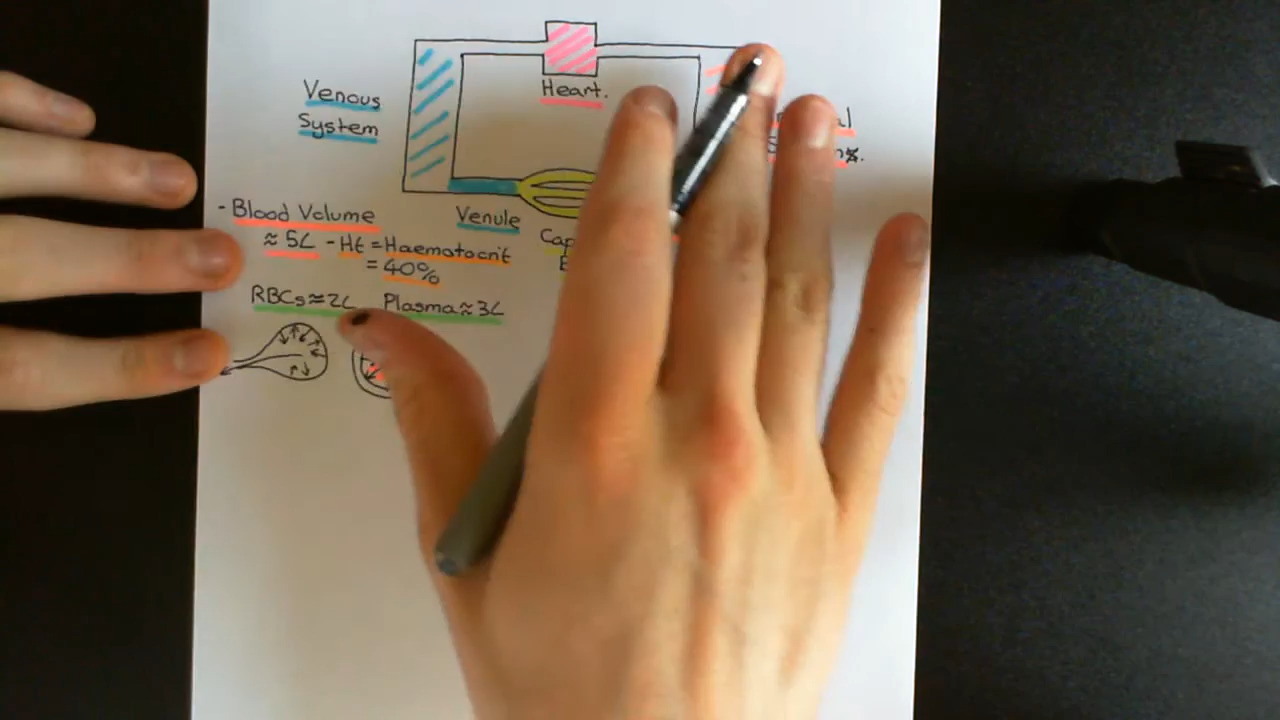 Heart.
Venous
System
Venule
- Blood Volume
≈ 5L - Ht = Haematocrit
= 40%
RBCs ≈ 2L Plasma ≈ 3L